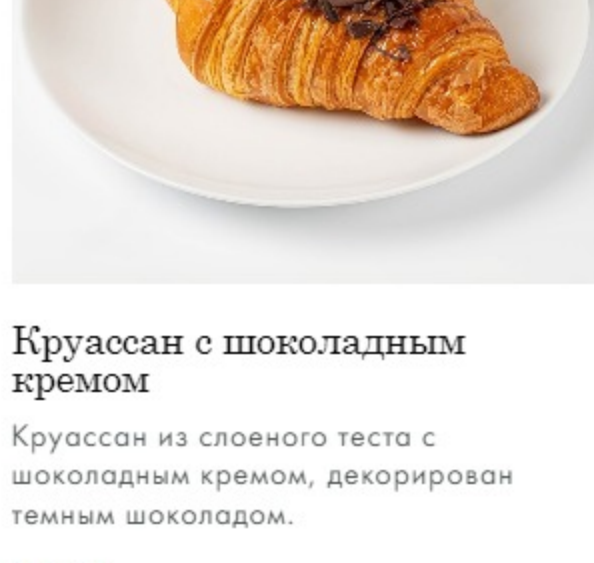 Круассан с шоколадным
кремом
Круассан из слоеного теста с
шоколадным кремом, декорирован
темным шоколадом.